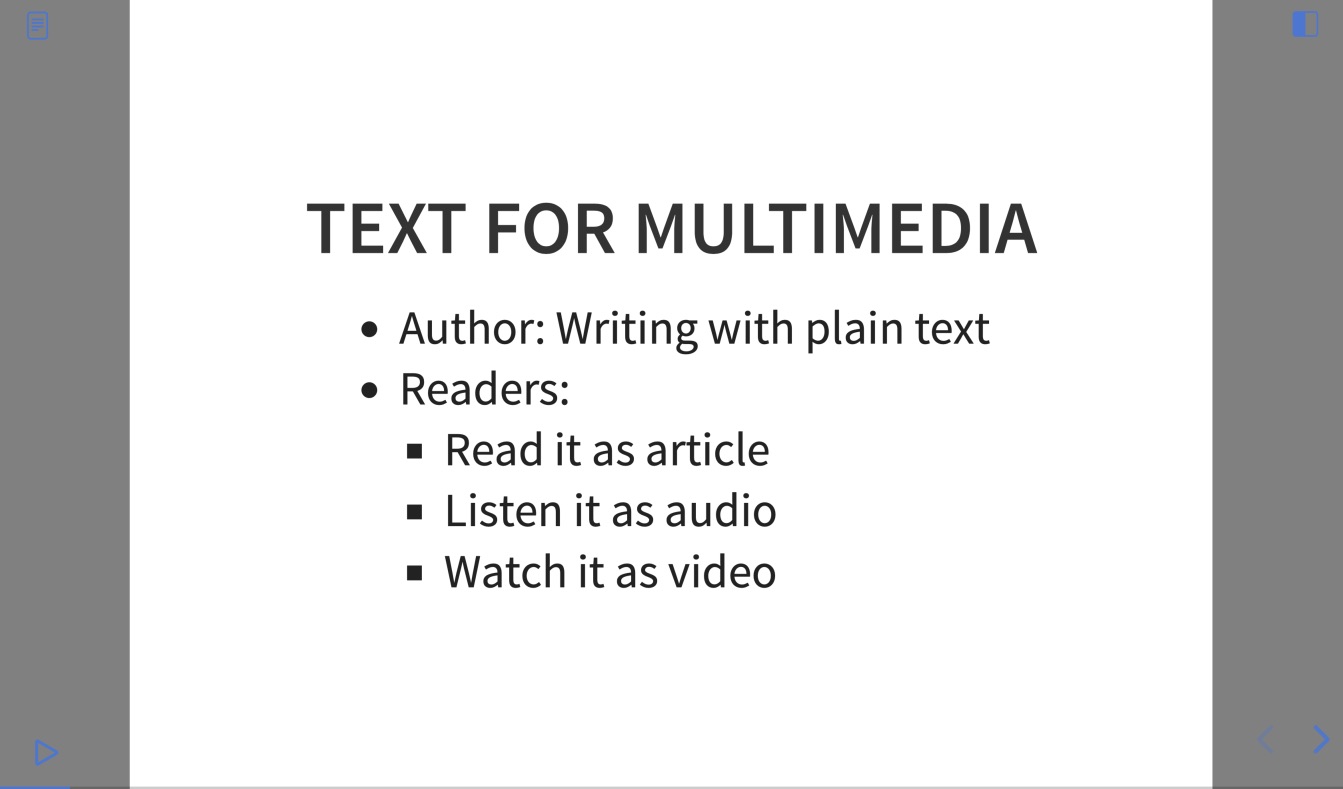 TEXT FOR MULTIMEDIA
Author: Writing with plain text
Readers:
Read it as article
Listen it as audio
Watch it as video